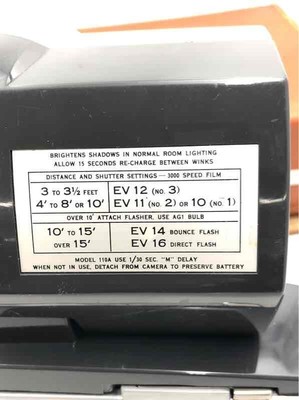 BRIGHTENS SHADOWS IN NORMAL ROOM LIGHTING
ALLOW 15 SECONDS RE-CHARGE BETWEEN WINKS
DISTANCE AND SHUTTER SETTINGS— 3000 SPEED FILM
3 TO 3½ FEET EV 12 (NO. 3)
4' TO 8' OR 10' EV 11 (NO. 2) OR 10 (NO. 1)
OVER 10' ATTACH FLASHER, USE AG1 BULB
10' TO 15' EV 14 BOUNCE FLASH
OVER 15' EV 16 DIRECT FLASH
MODEL 110A USE 1/30 SEC. "M" DELAY
WHEN NOT IN USE, DETACH FROM CAMERA TO PRESERVE BATTERY